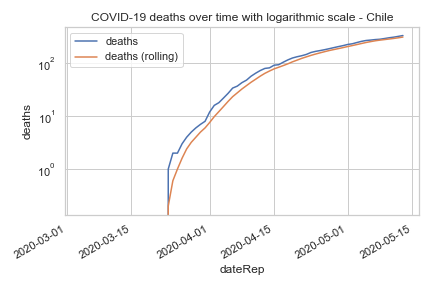 COVID-19 deaths over time with logarithmic scale - Chile
deaths
deaths (rolling)
10²
10¹
10⁰
deaths
2020-03-01
2020-03-15
2020-04-01
2020-04-15
2020-05-01
2020-05-15
dateRep